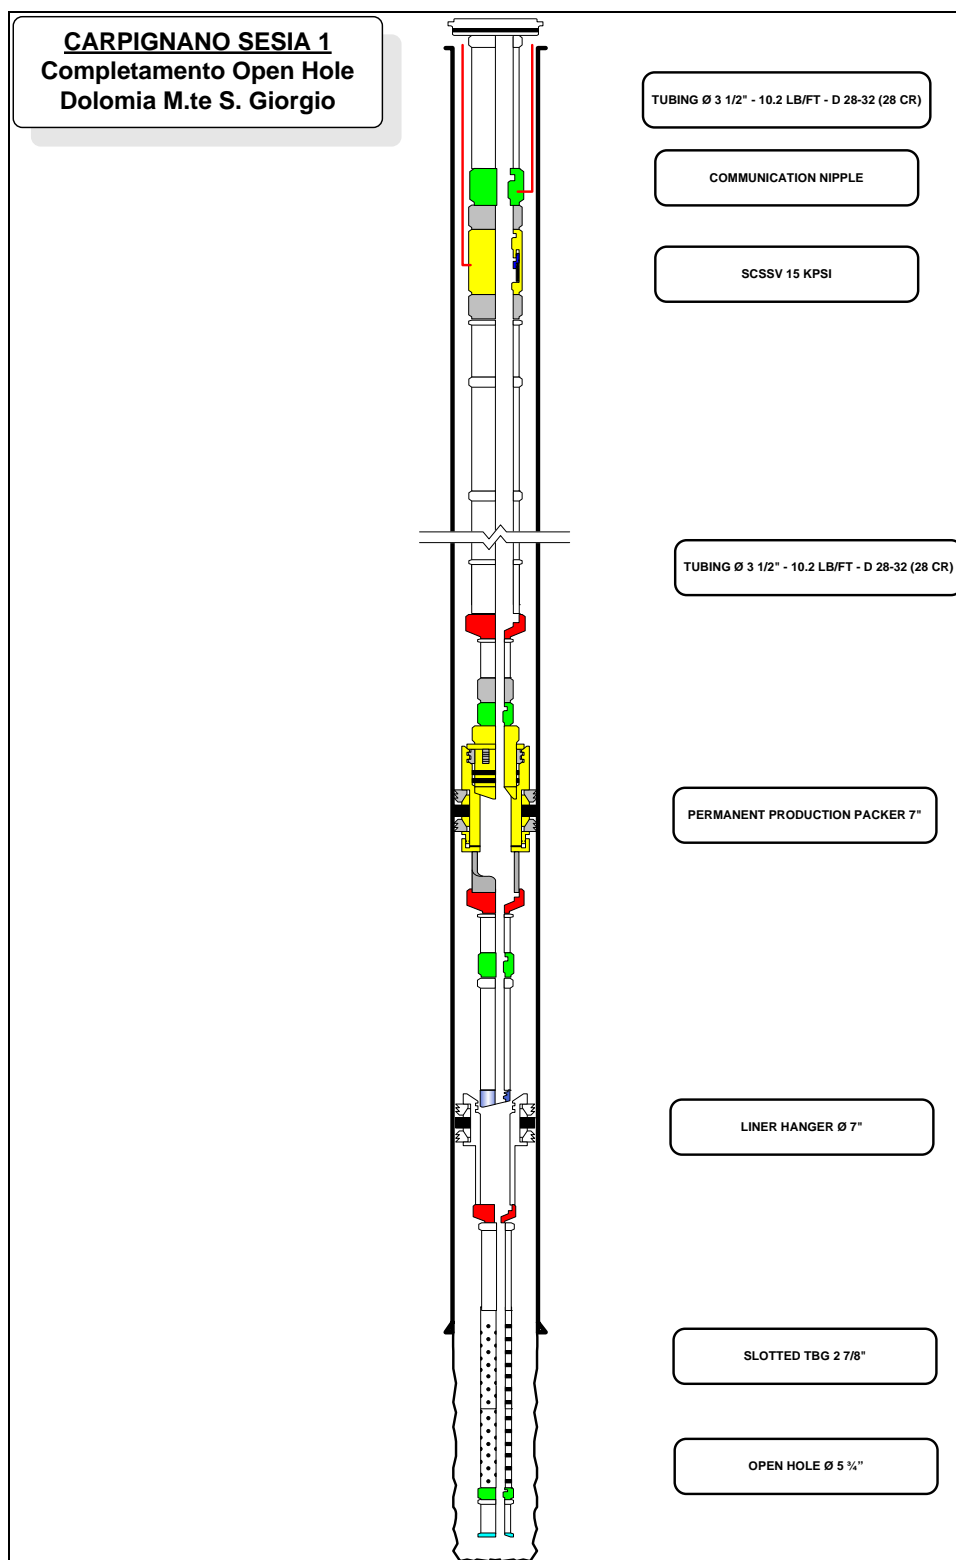 CARPIGNANO SESIA 1
Completamento Open Hole
Dolomia M.te S. Giorgio
TUBING Ø 3 1/2" - 10.2 LB/FT - D 28-32 (28 CR)
COMMUNICATION NIPPLE
SCSSV 15 KPSI
TUBING Ø 3 1/2" - 10.2 LB/FT - D 28-32 (28 CR)
PERMANENT PRODUCTION PACKER 7"
LINER HANGER Ø 7"
SLOTTED TBG 2 7/8"
OPEN HOLE Ø 5 ¾”